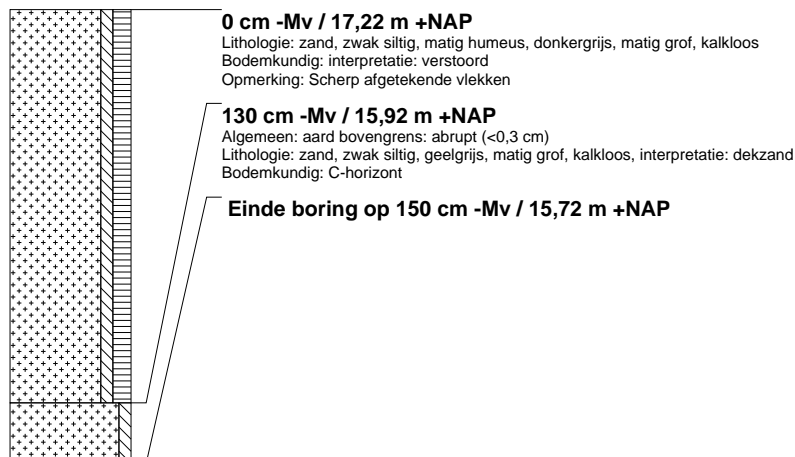 0 cm -Mv / 17,22 m +NAP
Lithologie: zand, zwak siltig, matig humeus, donkergrijs, matig grof, kalkloos
Bodemkundig: interpretatie: verstoord
Opmerking: Scherp afgetekende vlekken
130 cm -Mv / 15,92 m +NAP
Algemeen: aard bovengrens: abrupt (<0,3 cm)
Lithologie: zand, zwak siltig, geelgrijs, matig grof, kalkloos, interpretatie: dekzand
Bodemkundig: C-horizont
Einde boring op 150 cm -Mv / 15,72 m +NAP